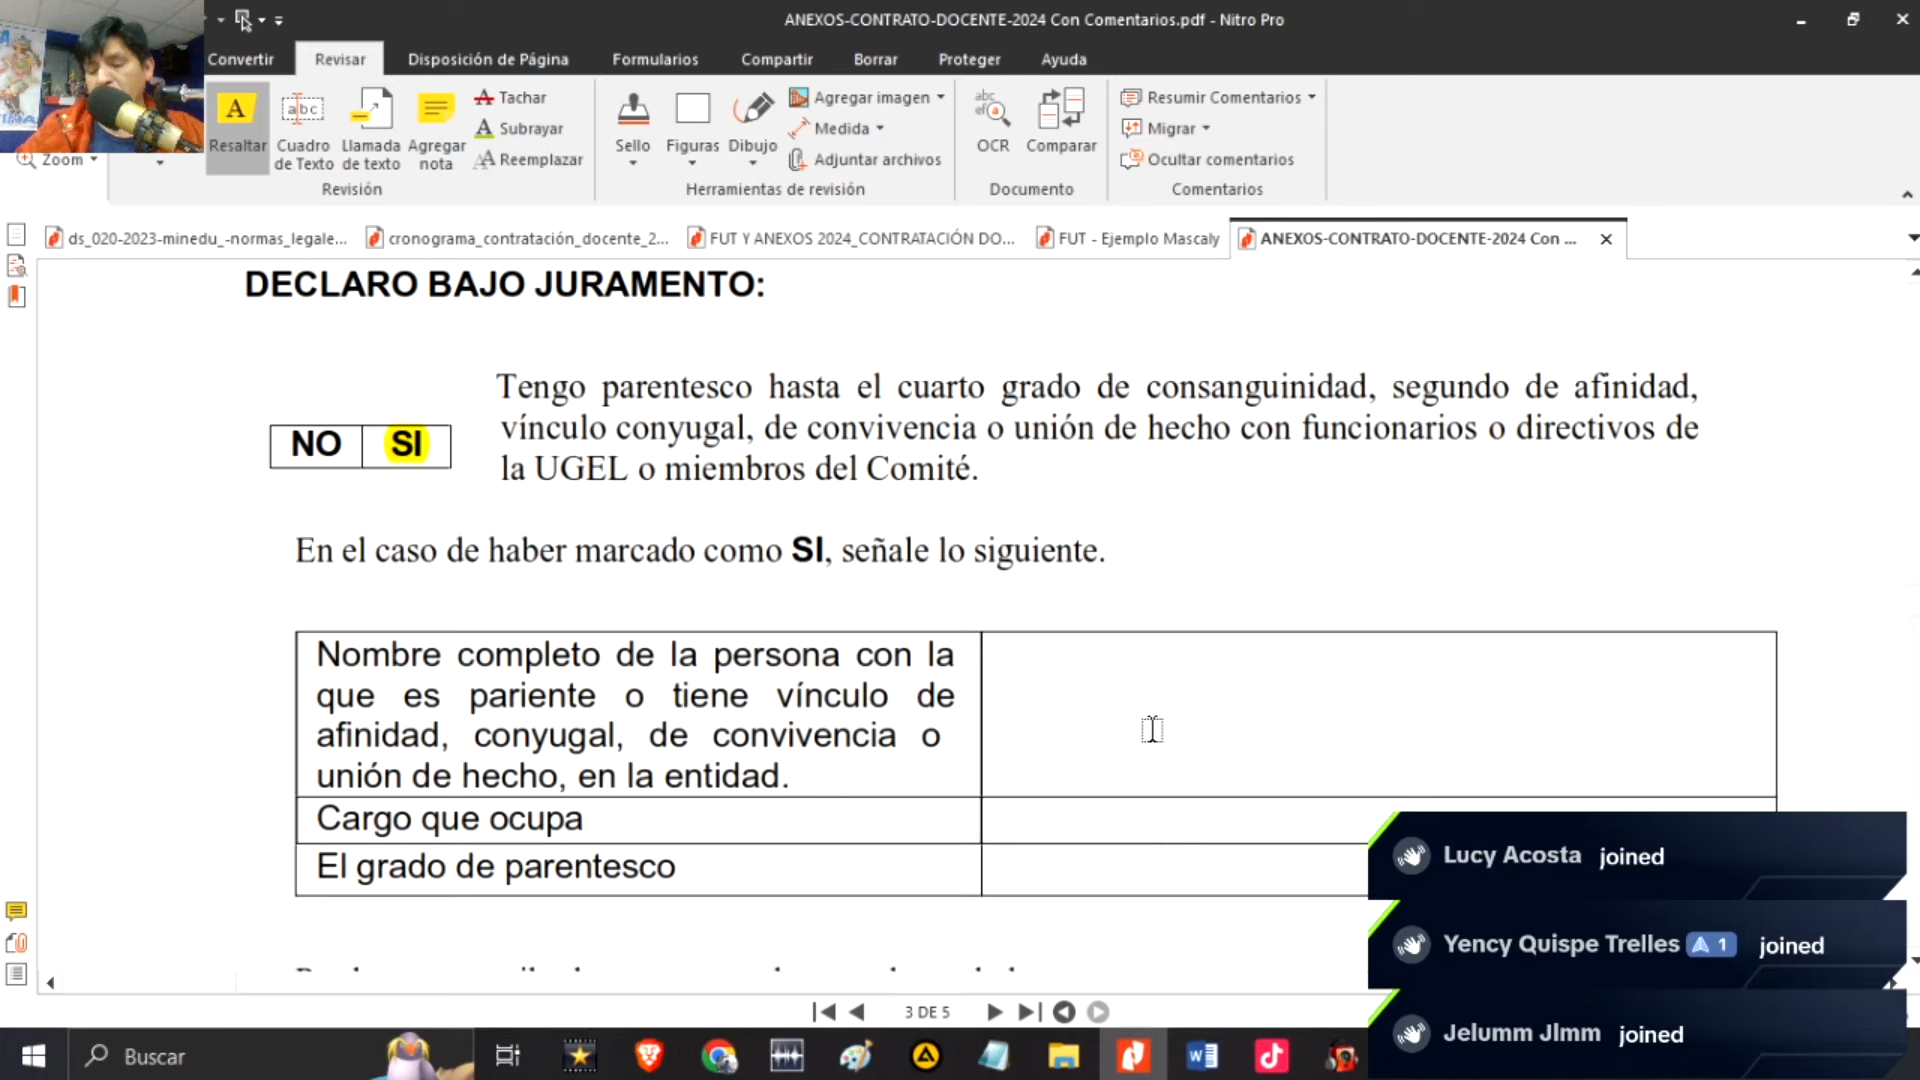 ANEXOS-CONTRATO-DOCENTE-2024 Con Comentarios.pdf - Nitro Pro
Convertir
Revisar
Disposición de Página
Formularios
Compartir
Borrar
Proteger
Ayuda
Zoom
A
Resaltar
abc
Cuadro
de Texto
Llamada
de texto
Agregar
nota
Tachar
Subrayar
Reemplazar
Revisión
Sello
Figuras
Dibujo
Agregar imagen
Medida
Adjuntar archivos
Herramientas de revisión
OCR
Comparar
Documento
Resumir Comentarios
Migrar
Ocultar comentarios
Comentarios
ds_020-2023-minedu_-normas_legale...
cronograma_contratación_docente_2...
FUT Y ANEXOS 2024_CONTRATACIÓN DO...
FUT - Ejemplo Mascaly
ANEXOS-CONTRATO-DOCENTE-2024 Con ...
DECLARO BAJO JURAMENTO:
NO SI
Tengo parentesco hasta el cuarto grado de consanguinidad, segundo de afinidad,
vínculo conyugal, de convivencia o unión de hecho con funcionarios o directivos de
la UGEL o miembros del Comité.
En el caso de haber marcado como SI, señale lo siguiente.
Nombre completo de la persona con la
que es pariente o tiene vínculo de
afinidad, conyugal, de convivencia o
unión de hecho, en la entidad.
Cargo que ocupa
El grado de parentesco
Lucy Acosta joined
Yency Quispe Trelles 1 joined
Jelumm Jlmm joined
3 DE 5
Buscar